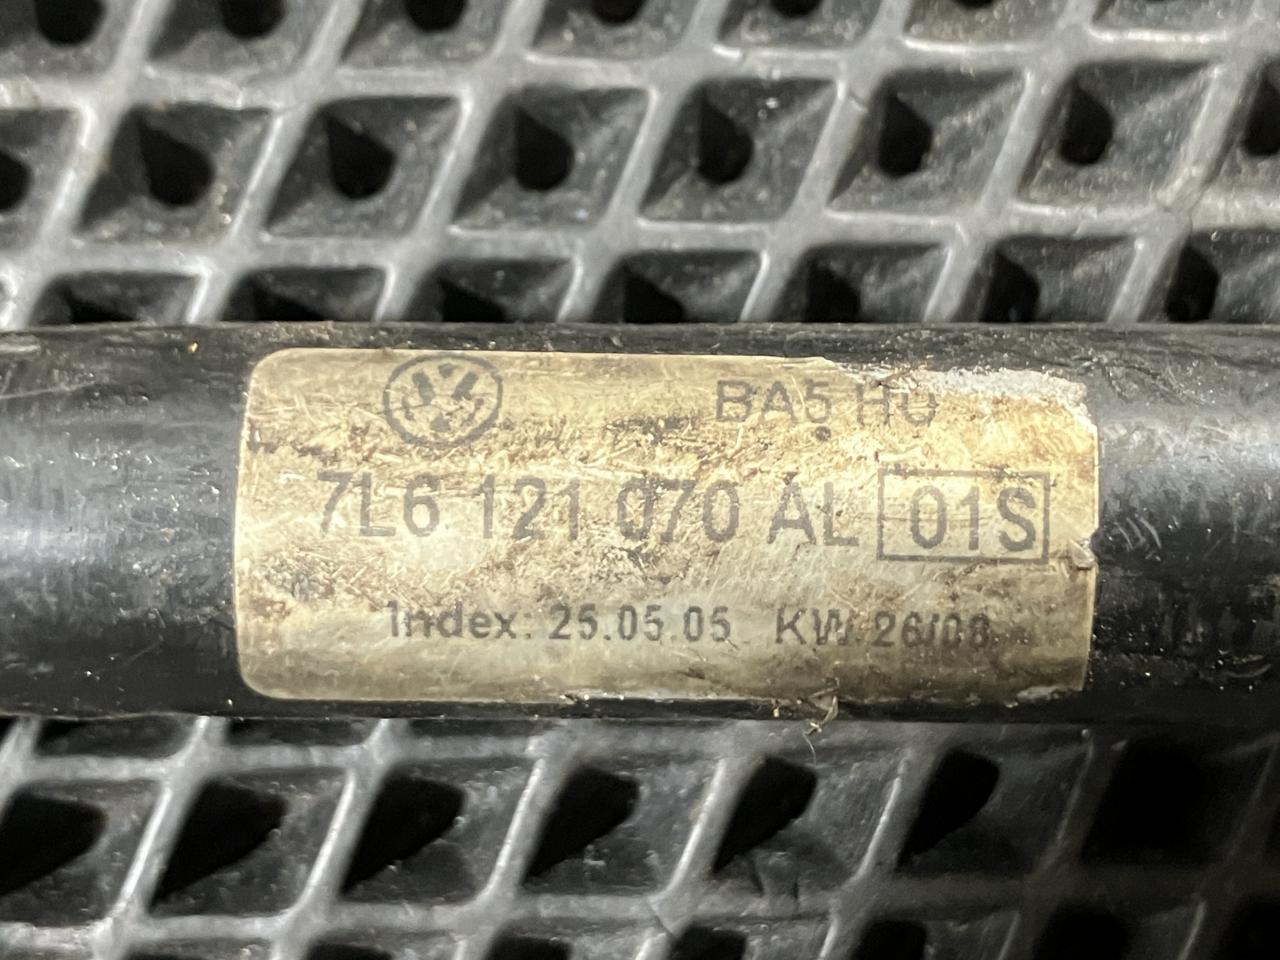 BA5 HU
7L6 121 070 AL 01S
Index: 25.05.05 KW: 26/08